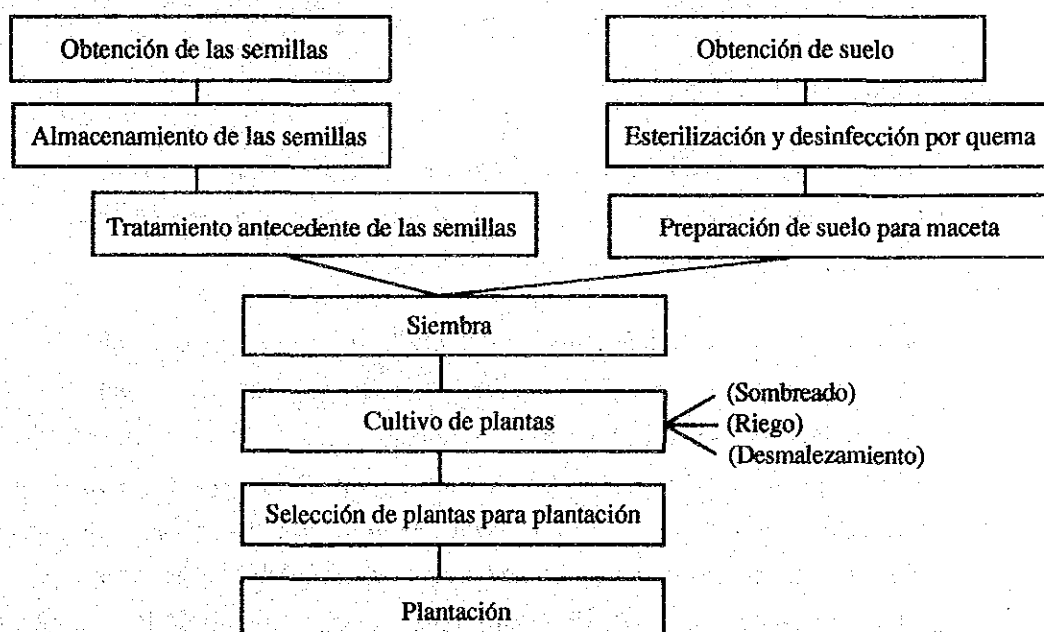 Obtención de las semillas
Obtención de suelo
Almacenamiento de las semillas
Esterilización y desinfección por quema
Tratamiento antecedente de las semillas
Preparación de suelo para maceta
Siembra
Cultivo de plantas
(Sombreado)
(Riego)
(Desmalezamiento)
Selección de plantas para plantación
Plantación